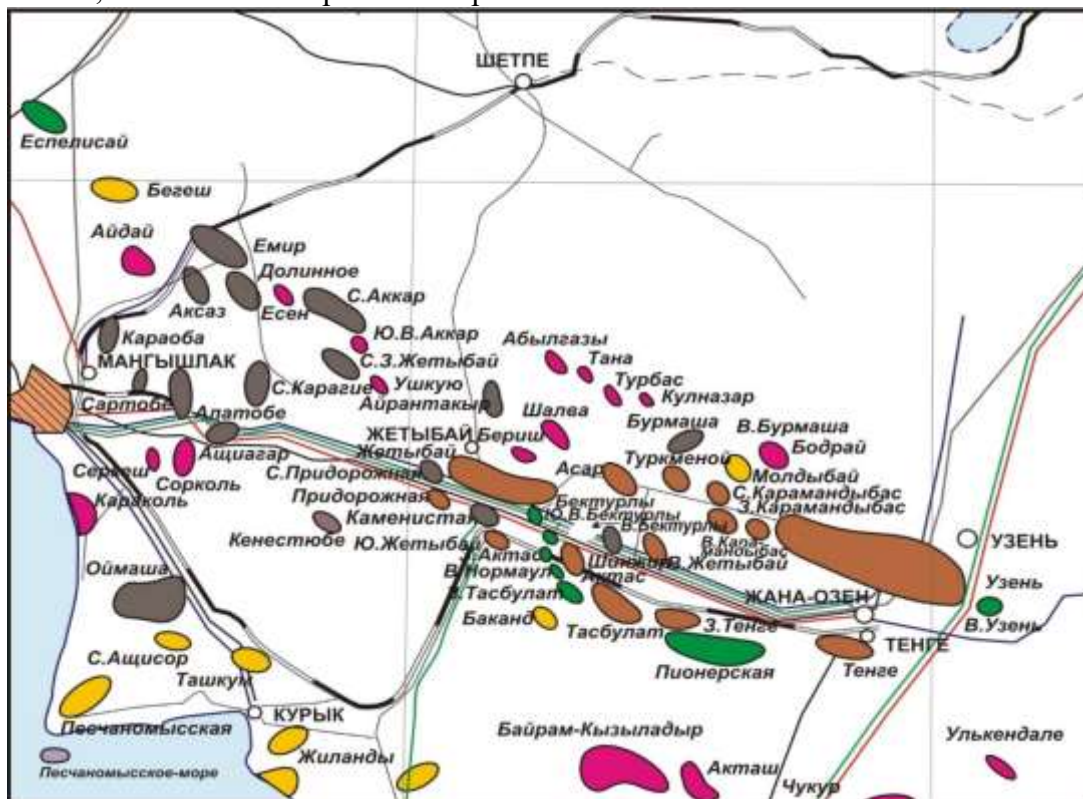 ШЕТПЕ
Еспелисай
Бегеш
Айдай
Емир
Долинное
С.Аккар
Аксаз
Есен
Караоба
Ю.В.Аккар
МАНГЫШЛАК
С.З.Жетыбай
Абылгазы
Тана
Сартобе
С.Карагие
Ушкую
Турбас
Айрантакыр
Кулназар
Алатобе
Шалва
Бурмаша
В.Бурмаша
ЖЕТЫБАЙ
Бериш
Бодрай
Жетыбай
Ащиагар
Туркменой
Сорколь
С.Придорожная
Асар
Молдыбай
Караколь
Придорожная
С.Карамандыбас
Бектурлы
З.Карамандыбас
Ю.В.Бектурлы
Каменистая
В.Бектурлы
Кенестюбе
В.Кара-
мандыбас
УЗЕНЬ
Ю.Жетыбай
Шинжир
В.Жетыбай
Оймаша
Актас
В.Нормаул
Узень
З.Тасбулат
ЖАНА-ОЗЕН
Баканд
Тасбулат
З.Тенге
В.Узень
С.Ащисор
ТЕНГЕ
Ташкум
Пионерская
Тенге
КУРЫК
Песчаномысская
Байрам-Кызыладыр
Жиланды
Улькендале
Песчаномысское-море
Акташ
Чукур